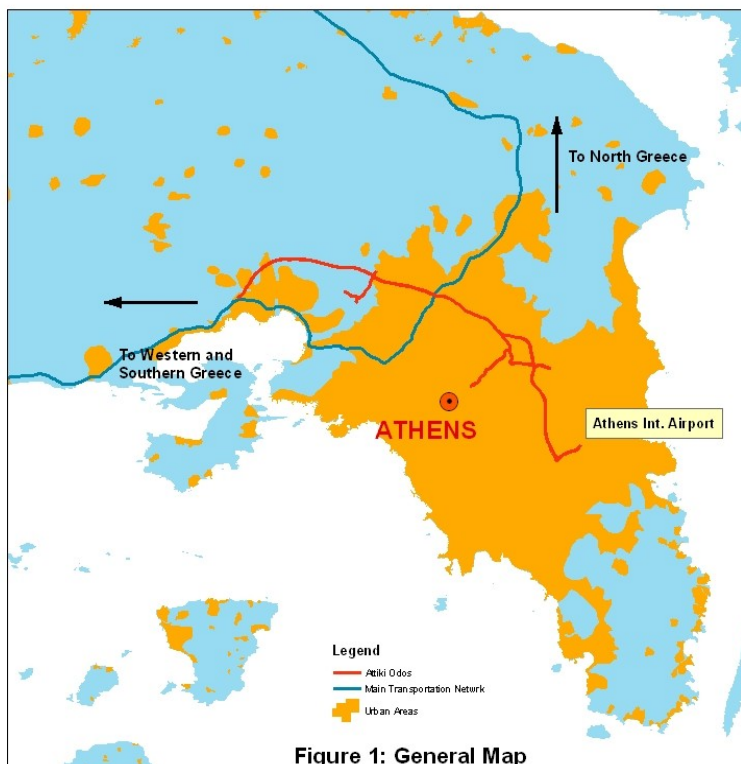 To North Greece
To Western and
Southern Greece
Athens Int. Airport
ATHENS
Legend
Attiki Odos
Main Transportation Netwrk
Urban Areas
Figure 1: General Map